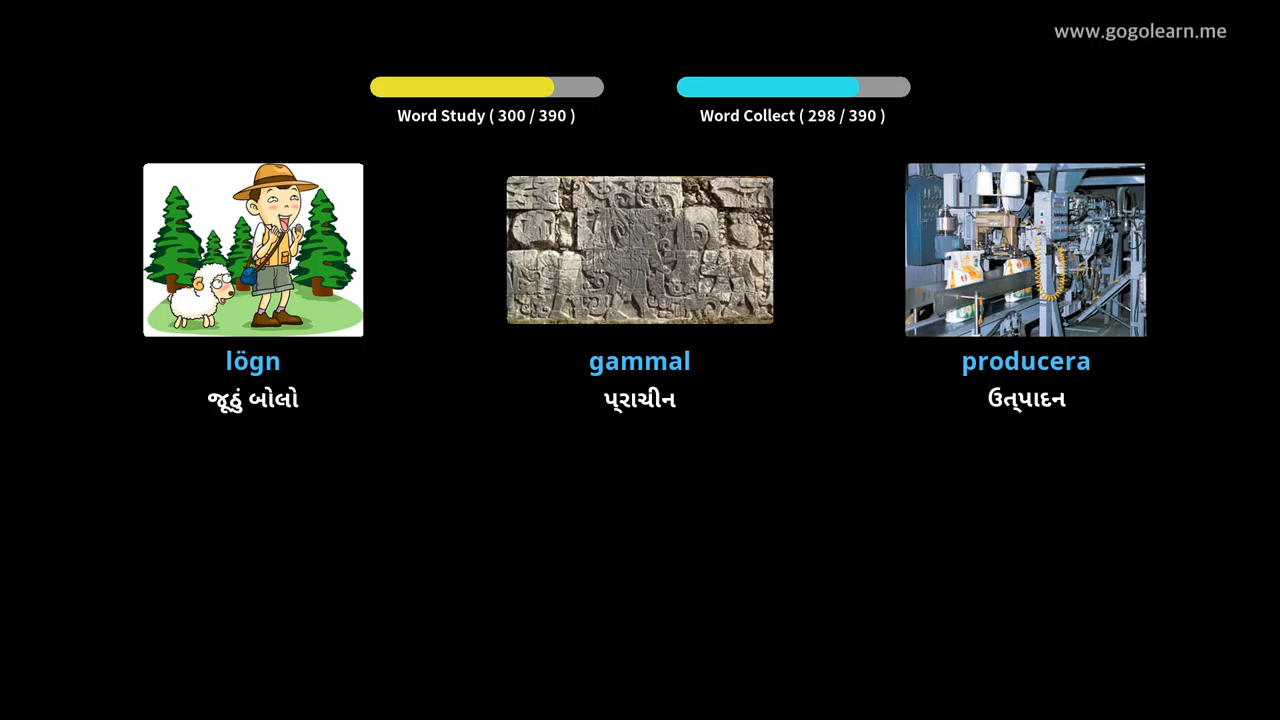 www.gogolearn.me
Word Study ( 300 / 390 )
Word Collect ( 298 / 390 )
lögn
જૂઠું બોલો
gammal
પ્રાચીન
producera
ઉત્પાદન